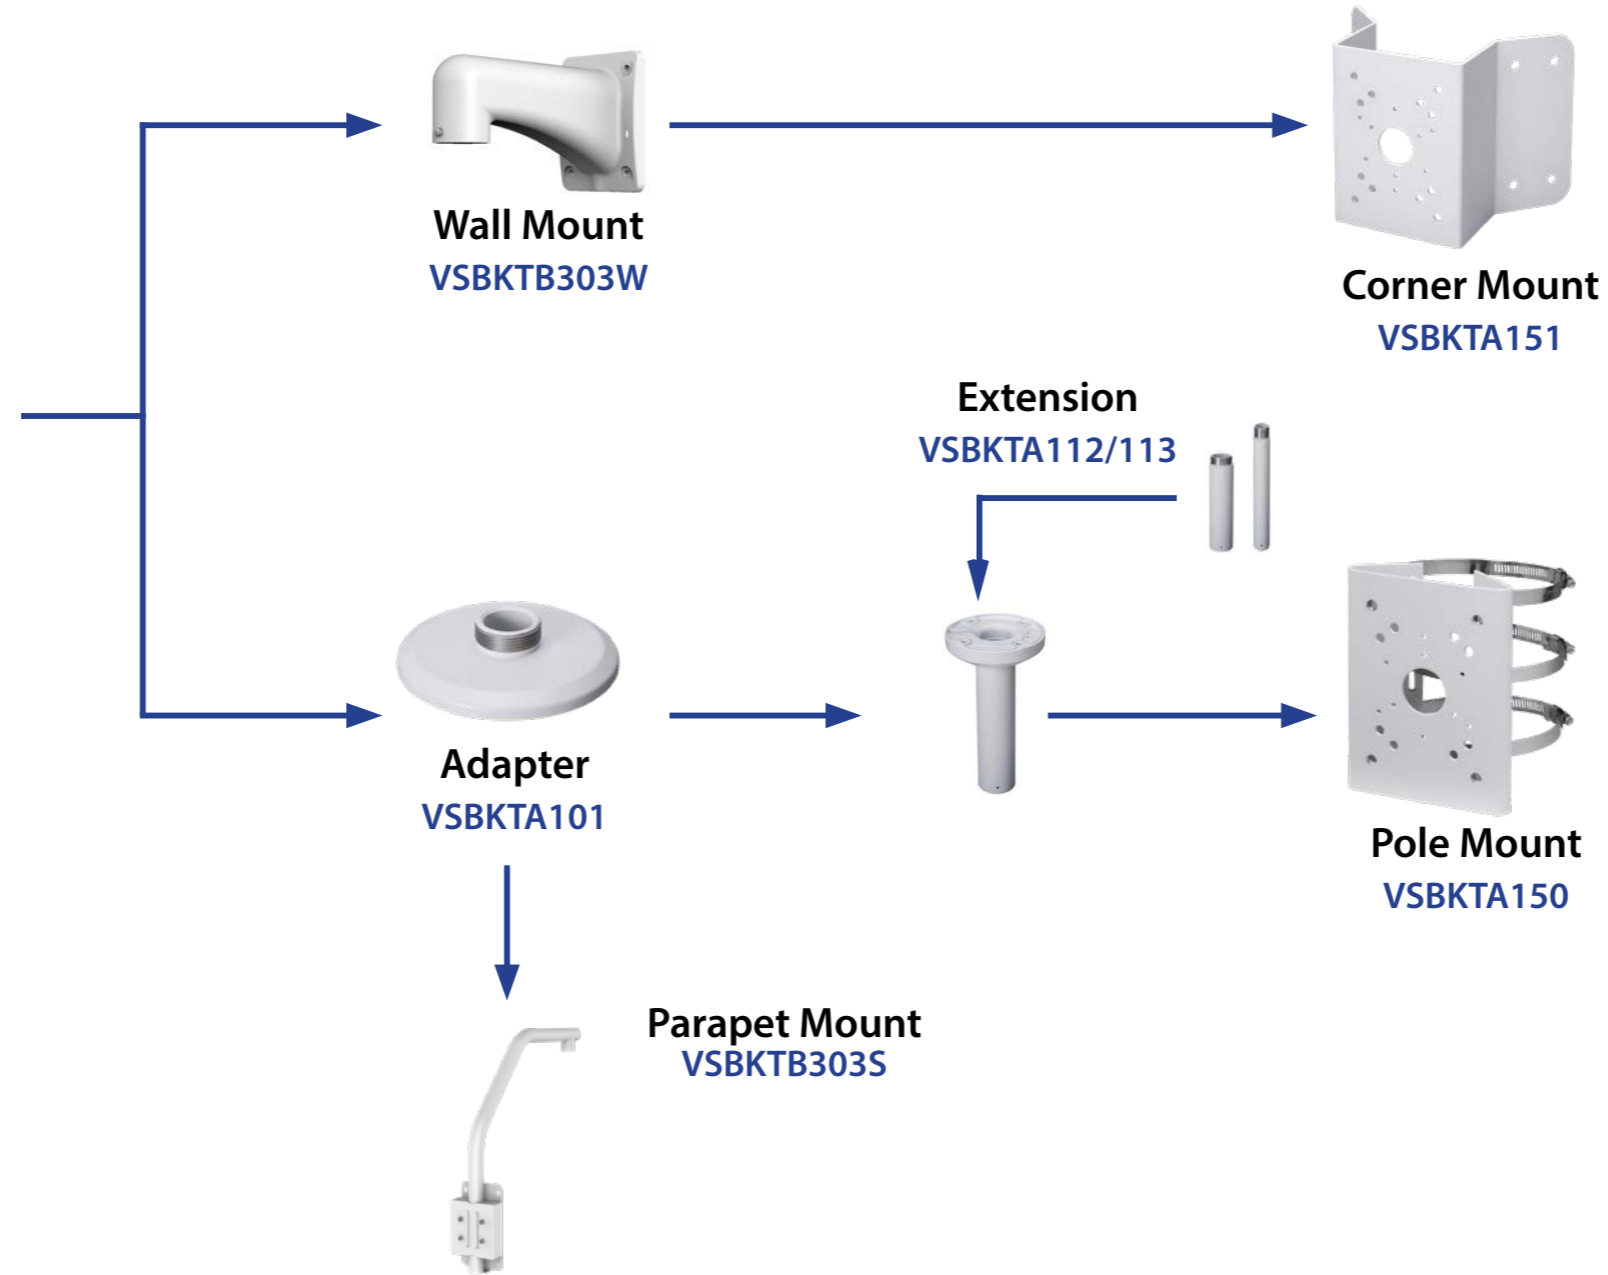 Wall Mount
VSBKTB303W
Corner Mount
VSBKTA151
Extension
VSBKTA112/113
Adapter
VSBKTA101
Pole Mount
VSBKTA150
Parapet Mount
VSBKTB303S